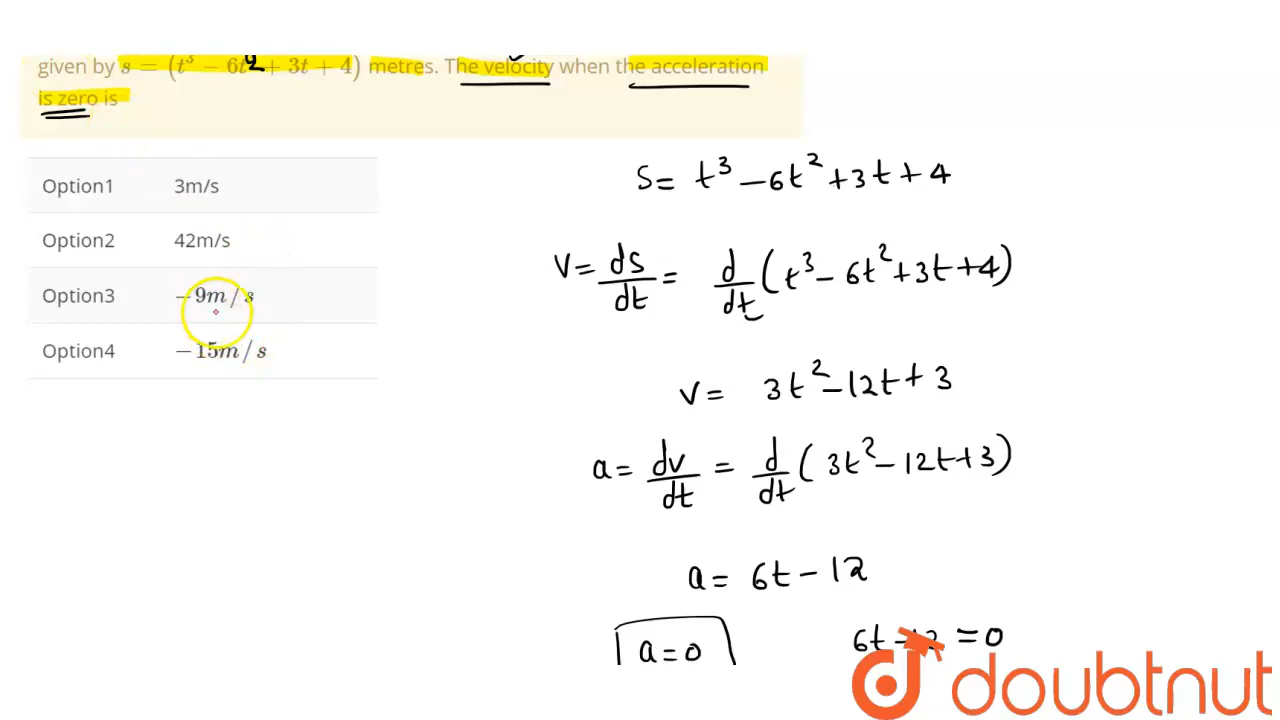 given by s = (t³ − 6t² + 3t + 4) metres. The velocity when the acceleration
is zero is
Option1 3m/s
Option2 42m/s
Option3 −9m/s
Option4 −15m/s
S= t³ −6t² +3t+4
V= ds/dt = d/dt (t³ − 6t² +3t+4)
V= 3t² −12t+3
a= dv/dt = d/dt (3t² −12t+3)
a= 6t −12
a=0 6t −12 =0
doubtnut